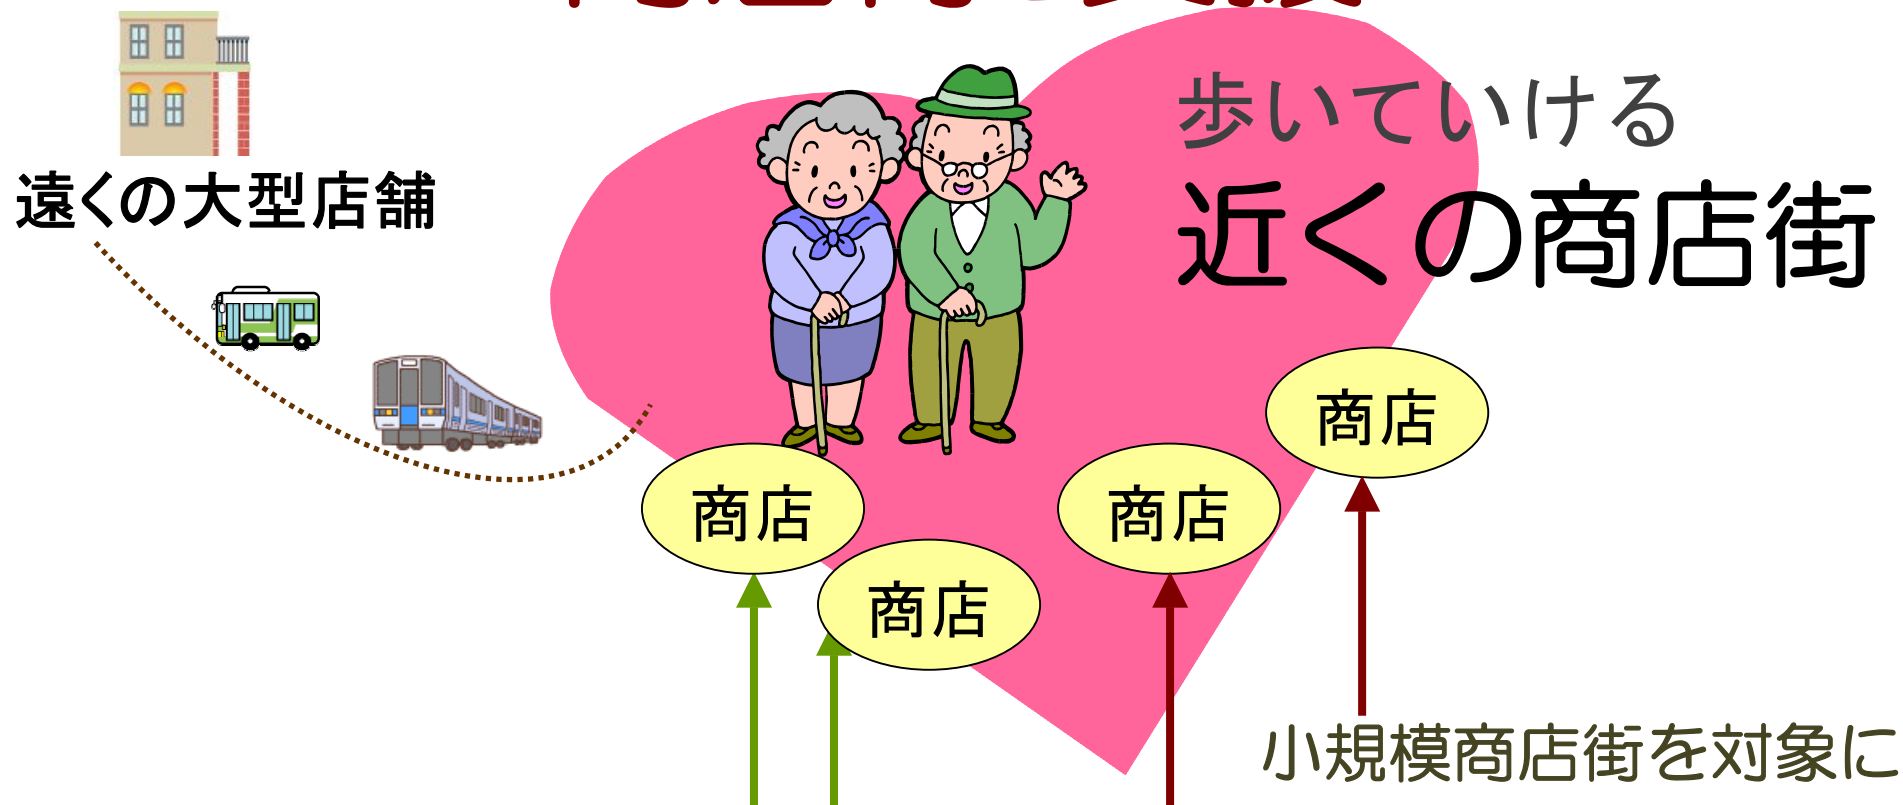 歩いていける
遠くの大型店舗
近くの商店街
商店
商店
商店
商店
小規模商店街を対象に